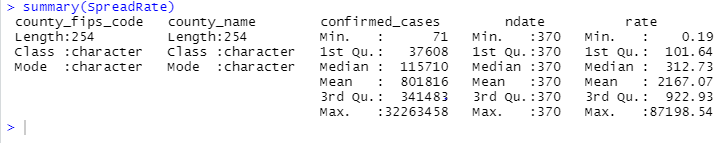 > summary(SpreadRate)
 county_fips_code   county_name        confirmed_cases       ndate          rate
 Length:254         Length:254         Min.   :      71   Min.   :370   Min.   :    0.19
 Class :character   Class :character   1st Qu.:   37608   1st Qu.:370   1st Qu.:  101.64
 Mode  :character   Mode  :character   Median :  115710   Median :370   Median :  312.73
                                       Mean   :  801816   Mean   :370   Mean   : 2167.07
                                       3rd Qu.:  341483   3rd Qu.:370   3rd Qu.:  922.93
                                       Max.   :32263458   Max.   :370   Max.   :87198.54
>